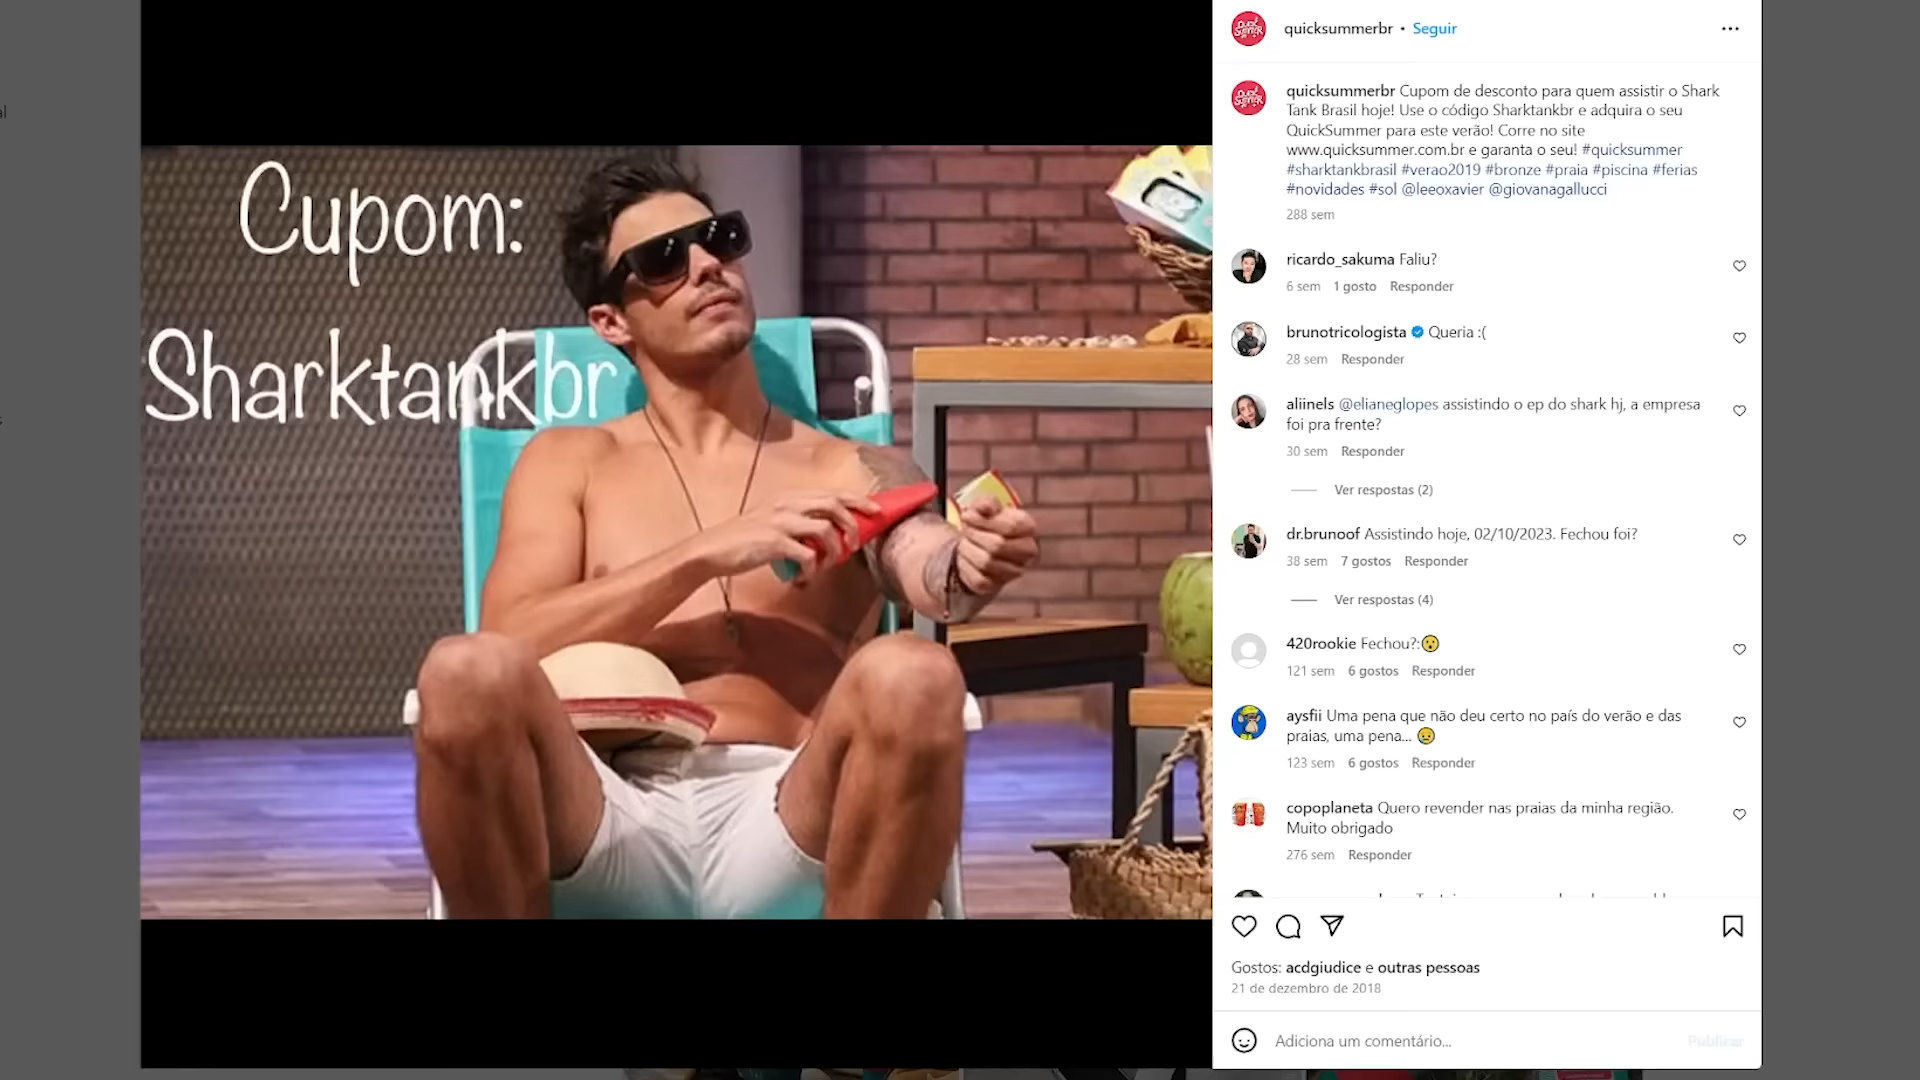 Cupom:
Sharktankbr
quicksummerbr • Seguir
quicksummerbr Cupom de desconto para quem assistir o Shark
Tank Brasil hoje! Use o código Sharktankbr e adquira o seu
QuickSummer para este verão! Corre no site
www.quicksummer.com.br e garanta o seu! #quicksummer
#sharktankbrasil #verao2019 #bronze #praia #piscina #ferias
#novidades #sol @leeoxavier @giovanagallucci
288 sem
ricardo_sakuma Faliu?
6 sem 1 gosto Responder
brunotricologista Queria :(
28 sem Responder
aliinels @elianeglopes assistindo o ep do shark hj, a empresa
foi pra frente?
30 sem Responder
Ver respostas (2)
dr.brunoof Assistindo hoje, 02/10/2023. Fechou foi?
38 sem 7 gostos Responder
Ver respostas (4)
420rookie Fechou?:😯
121 sem 6 gostos Responder
aysfii Uma pena que não deu certo no país do verão e das
praias, uma pena... 😢
123 sem 6 gostos Responder
copoplaneta Quero revender nas praias da minha região.
Muito obrigado
276 sem Responder
Gostos: acdgiudice e outras pessoas
21 de dezembro de 2018
Adiciona um comentário...
Publicar